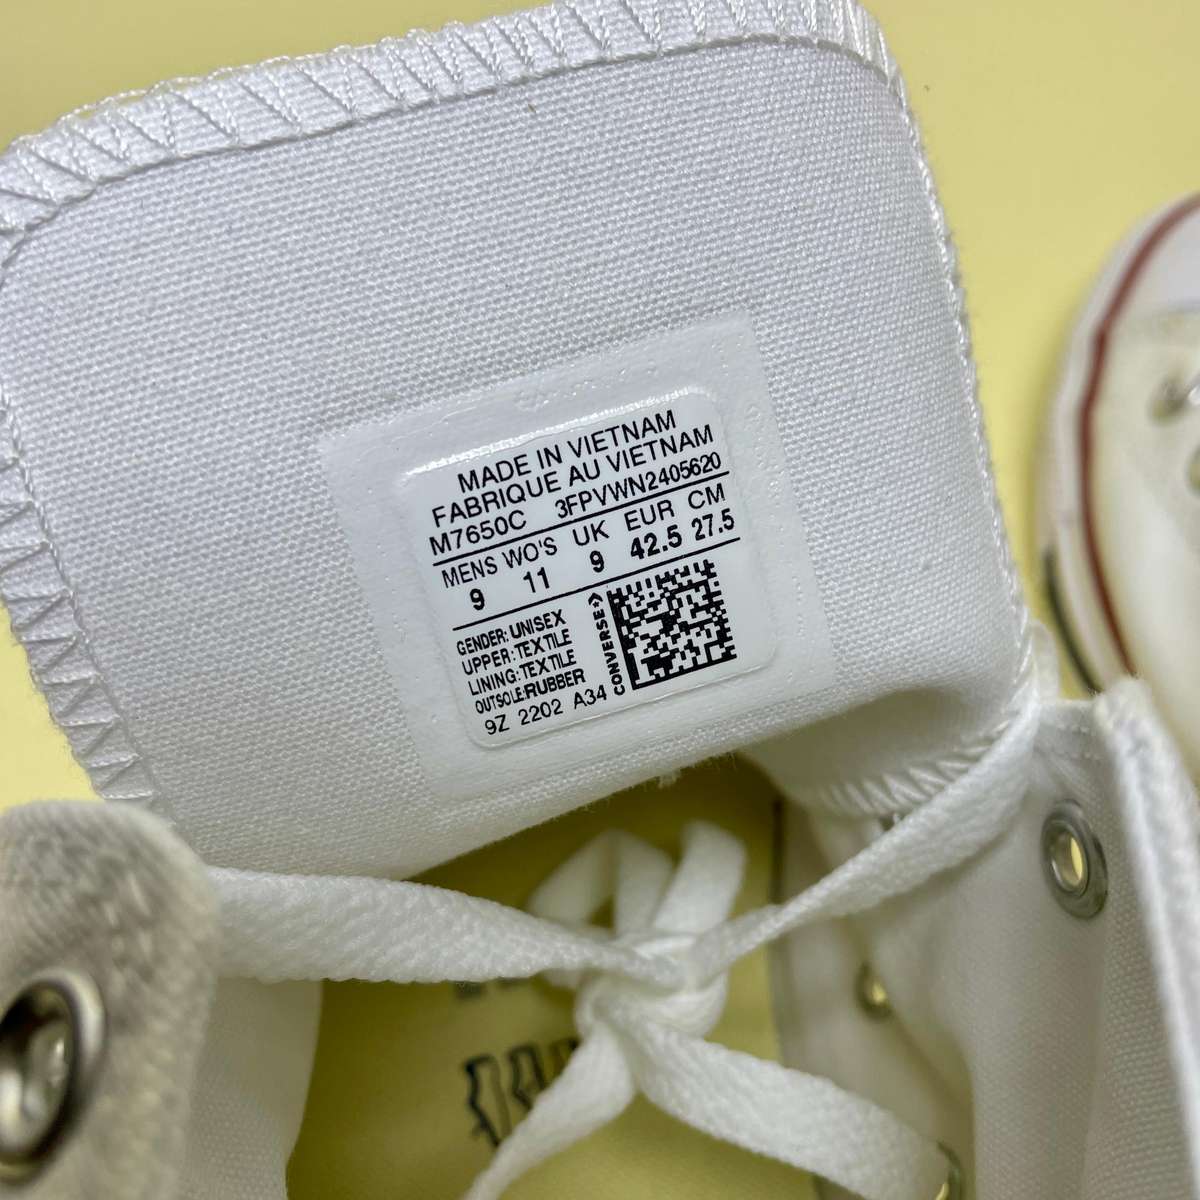 MADE IN VIETNAM
FABRIQUE AU VIETNAM
M7650C 3FPVWN2405620
MENS WO'S UK EUR CM
9 11 9 42.5 27.5
GENDER: UNISEX
UPPER: TEXTILE
LINING: TEXTILE
OUTSOLE: RUBBER
9Z 2202 A34
CONVERSE